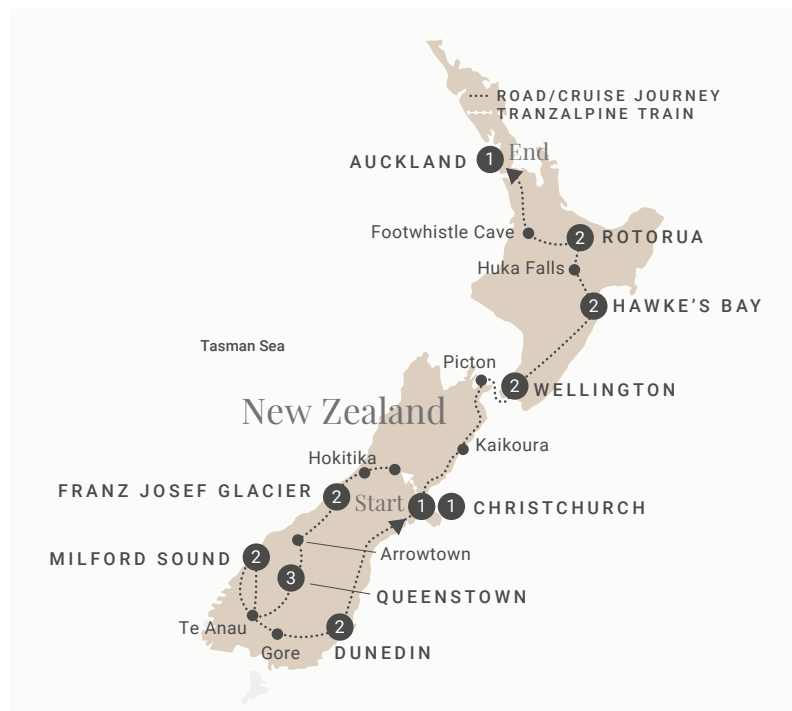 ROAD/CRUISE JOURNEY
TRANZALPINE TRAIN
AUCKLAND 1 End
Footwhistle Cave
2 ROTORUA
Huka Falls
2 HAWKE’S BAY
Tasman Sea
Picton
2 WELLINGTON
New Zealand
Kaikoura
Hokitika
FRANZ JOSEF GLACIER 2
Start 1 1 CHRISTCHURCH
Arrowtown
MILFORD SOUND 2
3
QUEENSTOWN
Te Anau
2
Gore
DUNEDIN